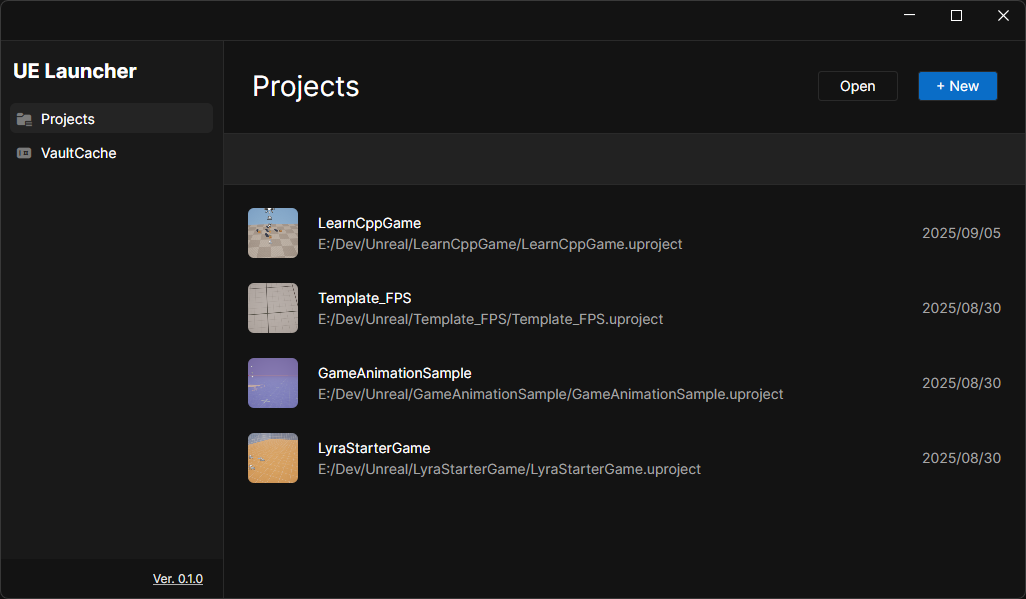 UE Launcher
Projects
VaultCache
Projects
Open
+ New
LearnCppGame
E:/Dev/Unreal/LearnCppGame/LearnCppGame.uproject
2025/09/05
Template_FPS
E:/Dev/Unreal/Template_FPS/Template_FPS.uproject
2025/08/30
GameAnimationSample
E:/Dev/Unreal/GameAnimationSample/GameAnimationSample.uproject
2025/08/30
LyraStarterGame
E:/Dev/Unreal/LyraStarterGame/LyraStarterGame.uproject
2025/08/30
Ver. 0.1.0